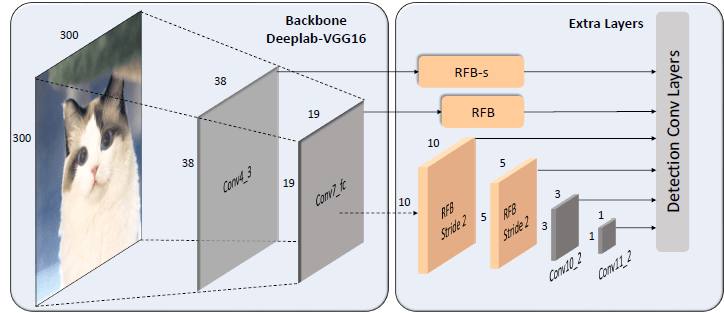 Backbone
Deeplab-VGG16
300
300
38
38
Conv4_3
19
19
Conv7_fc
Extra Layers
RFB-s
RFB
10
10
RFB
Stride 2
5
5
RFB
Stride 2
3
3
Conv10_2
1
1
Conv11_2
Detection Conv Layers